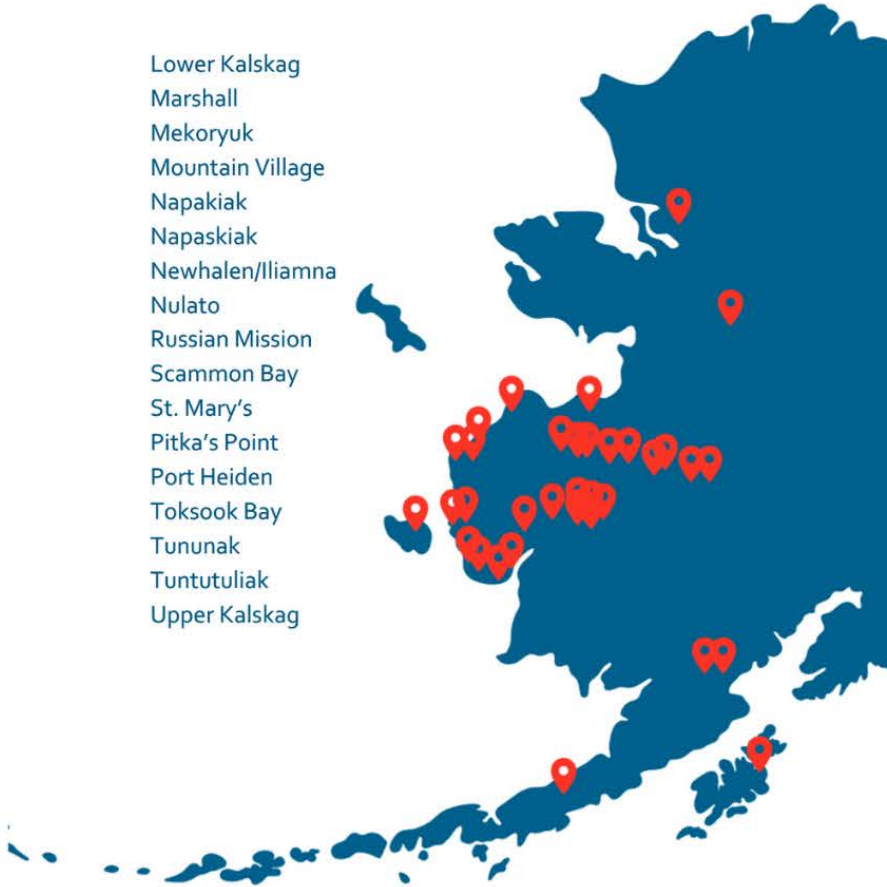 Lower Kalskag
Marshall
Mekoryuk
Mountain Village
Napakiak
Napaskiak
Newhalen/Iliamna
Nulato
Russian Mission
Scammon Bay
St. Mary’s
Pitka’s Point
Port Heiden
Toksook Bay
Tununak
Tuntutuliak
Upper Kalskag